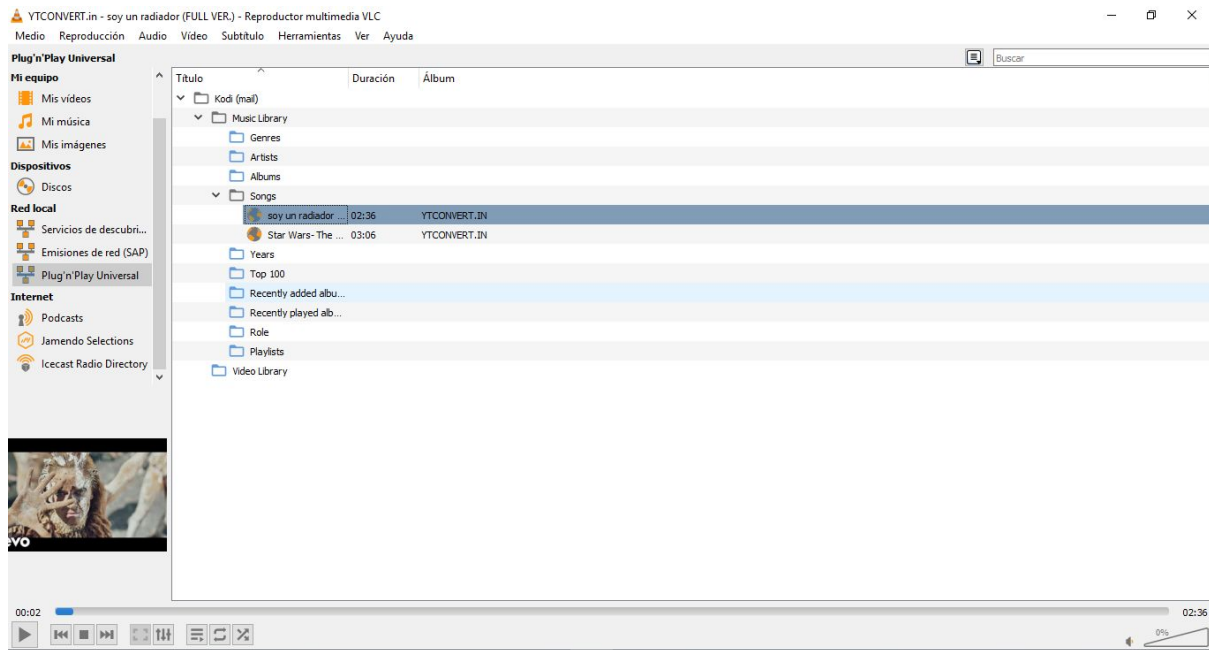 YTCONVERT.in - soy un radiador (FULL VER.) - Reproductor multimedia VLC
Medio Reproducción Audio Vídeo Subtítulo Herramientas Ver Ayuda
Plug'n'Play Universal
Buscar
Mi equipo
Mis vídeos
Mi música
Mis imágenes
Dispositivos
Discos
Red local
Servicios de descubri...
Emisiones de red (SAP)
Plug'n'Play Universal
Internet
Podcasts
Jamendo Selections
Icecast Radio Directory
Título Duración Álbum
Kodi (mail)
Music Library
Genres
Artists
Albums
Songs
soy un radiador ... 02:36 YTCONVERT.IN
Star Wars- The ... 03:06 YTCONVERT.IN
Years
Top 100
Recently added albu...
Recently played alb...
Role
Playlists
Video Library
evo
00:02 02:36
0%